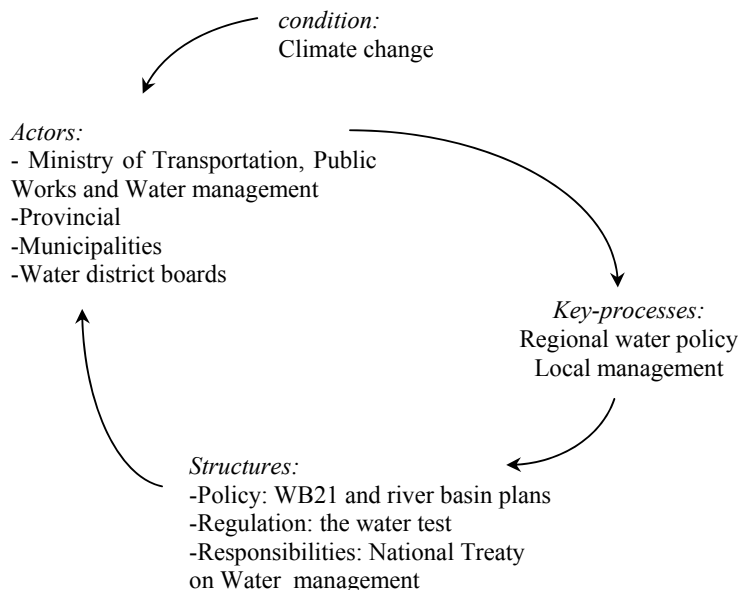 condition:
Climate change
Actors:
- Ministry of Transportation, Public
Works and Water management
-Provincial
-Municipalities
-Water district boards
Key-processes:
Regional water policy
Local management
Structures:
-Policy: WB21 and river basin plans
-Regulation: the water test
-Responsibilities: National Treaty
on Water management